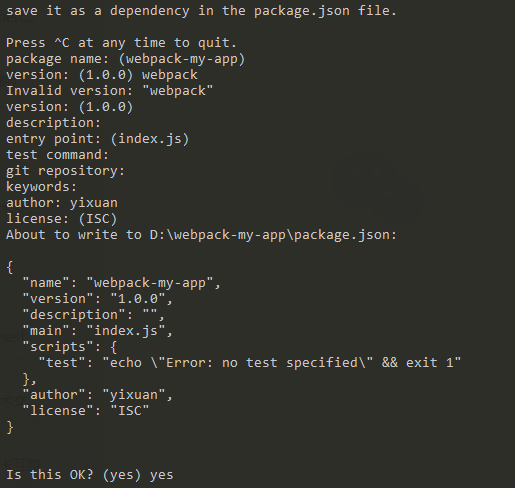 save it as a dependency in the package.json file.

Press ^C at any time to quit.
package name: (webpack-my-app)
version: (1.0.0) webpack
Invalid version: "webpack"
version: (1.0.0)
description:
entry point: (index.js)
test command:
git repository:
keywords:
author: yixuan
license: (ISC)
About to write to D:\webpack-my-app\package.json:

{
  "name": "webpack-my-app",
  "version": "1.0.0",
  "description": "",
  "main": "index.js",
  "scripts": {
    "test": "echo \"Error: no test specified\" && exit 1"
  },
  "author": "yixuan",
  "license": "ISC"
}


Is this OK? (yes) yes